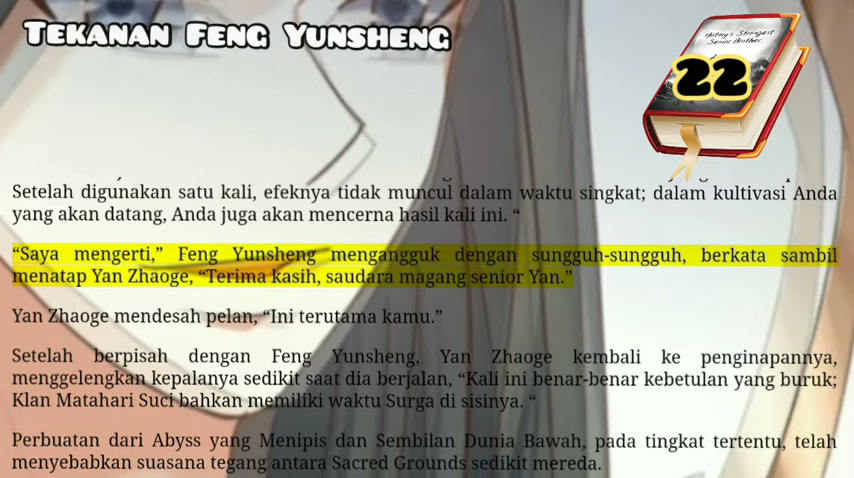 TEKANAN FENG YUNSHENG
History's Strongest
Senior Brother
22
Setelah digunakan satu kali, efeknya tidak muncul dalam waktu singkat; dalam kultivasi Anda
yang akan datang, Anda juga akan mencerna hasil kali ini. “
“Saya mengerti,” Feng Yunsheng mengangguk dengan sungguh-sungguh, berkata sambil
menatap Yan Zhaoge, “Terima kasih, saudara magang senior Yan.”
Yan Zhaoge mendesah pelan, “Ini terutama kamu.”
Setelah berpisah dengan Feng Yunsheng, Yan Zhaoge kembali ke penginapannya,
menggelengkan kepalanya sedikit saat dia berjalan, “Kali ini benar-benar kebetulan yang buruk;
Klan Matahari Suci bahkan memiliki waktu Surga di sisinya. “
Perbuatan dari Abyss yang Menipis dan Sembilan Dunia Bawah, pada tingkat tertentu, telah
menyebabkan suasana tegang antara Sacred Grounds sedikit mereda.